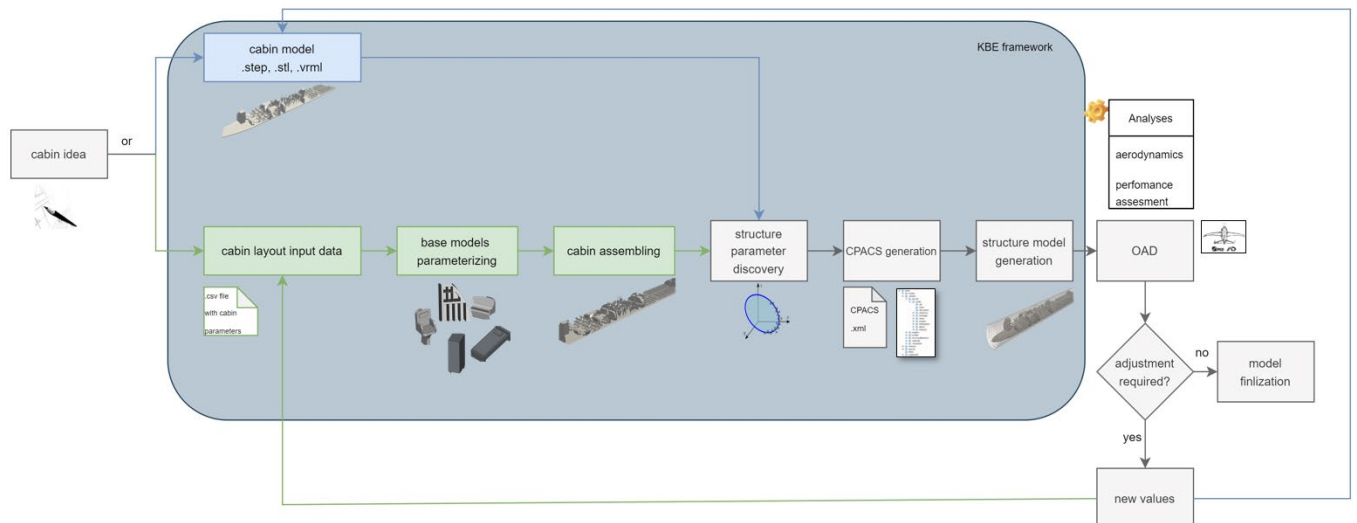 KBE framework
cabin model
.step, .stl, .vrml
Analyses
aerodynamics
perfomance
assesment
cabin idea
or
cabin layout input data
base models
parameterizing
cabin assembling
structure
parameter
discovery
CPACS generation
structure model
generation
OAD
.csv file
with cabin
parameters
CPACS
.xml
adjustment
required?
no
model
finlization
yes
new values